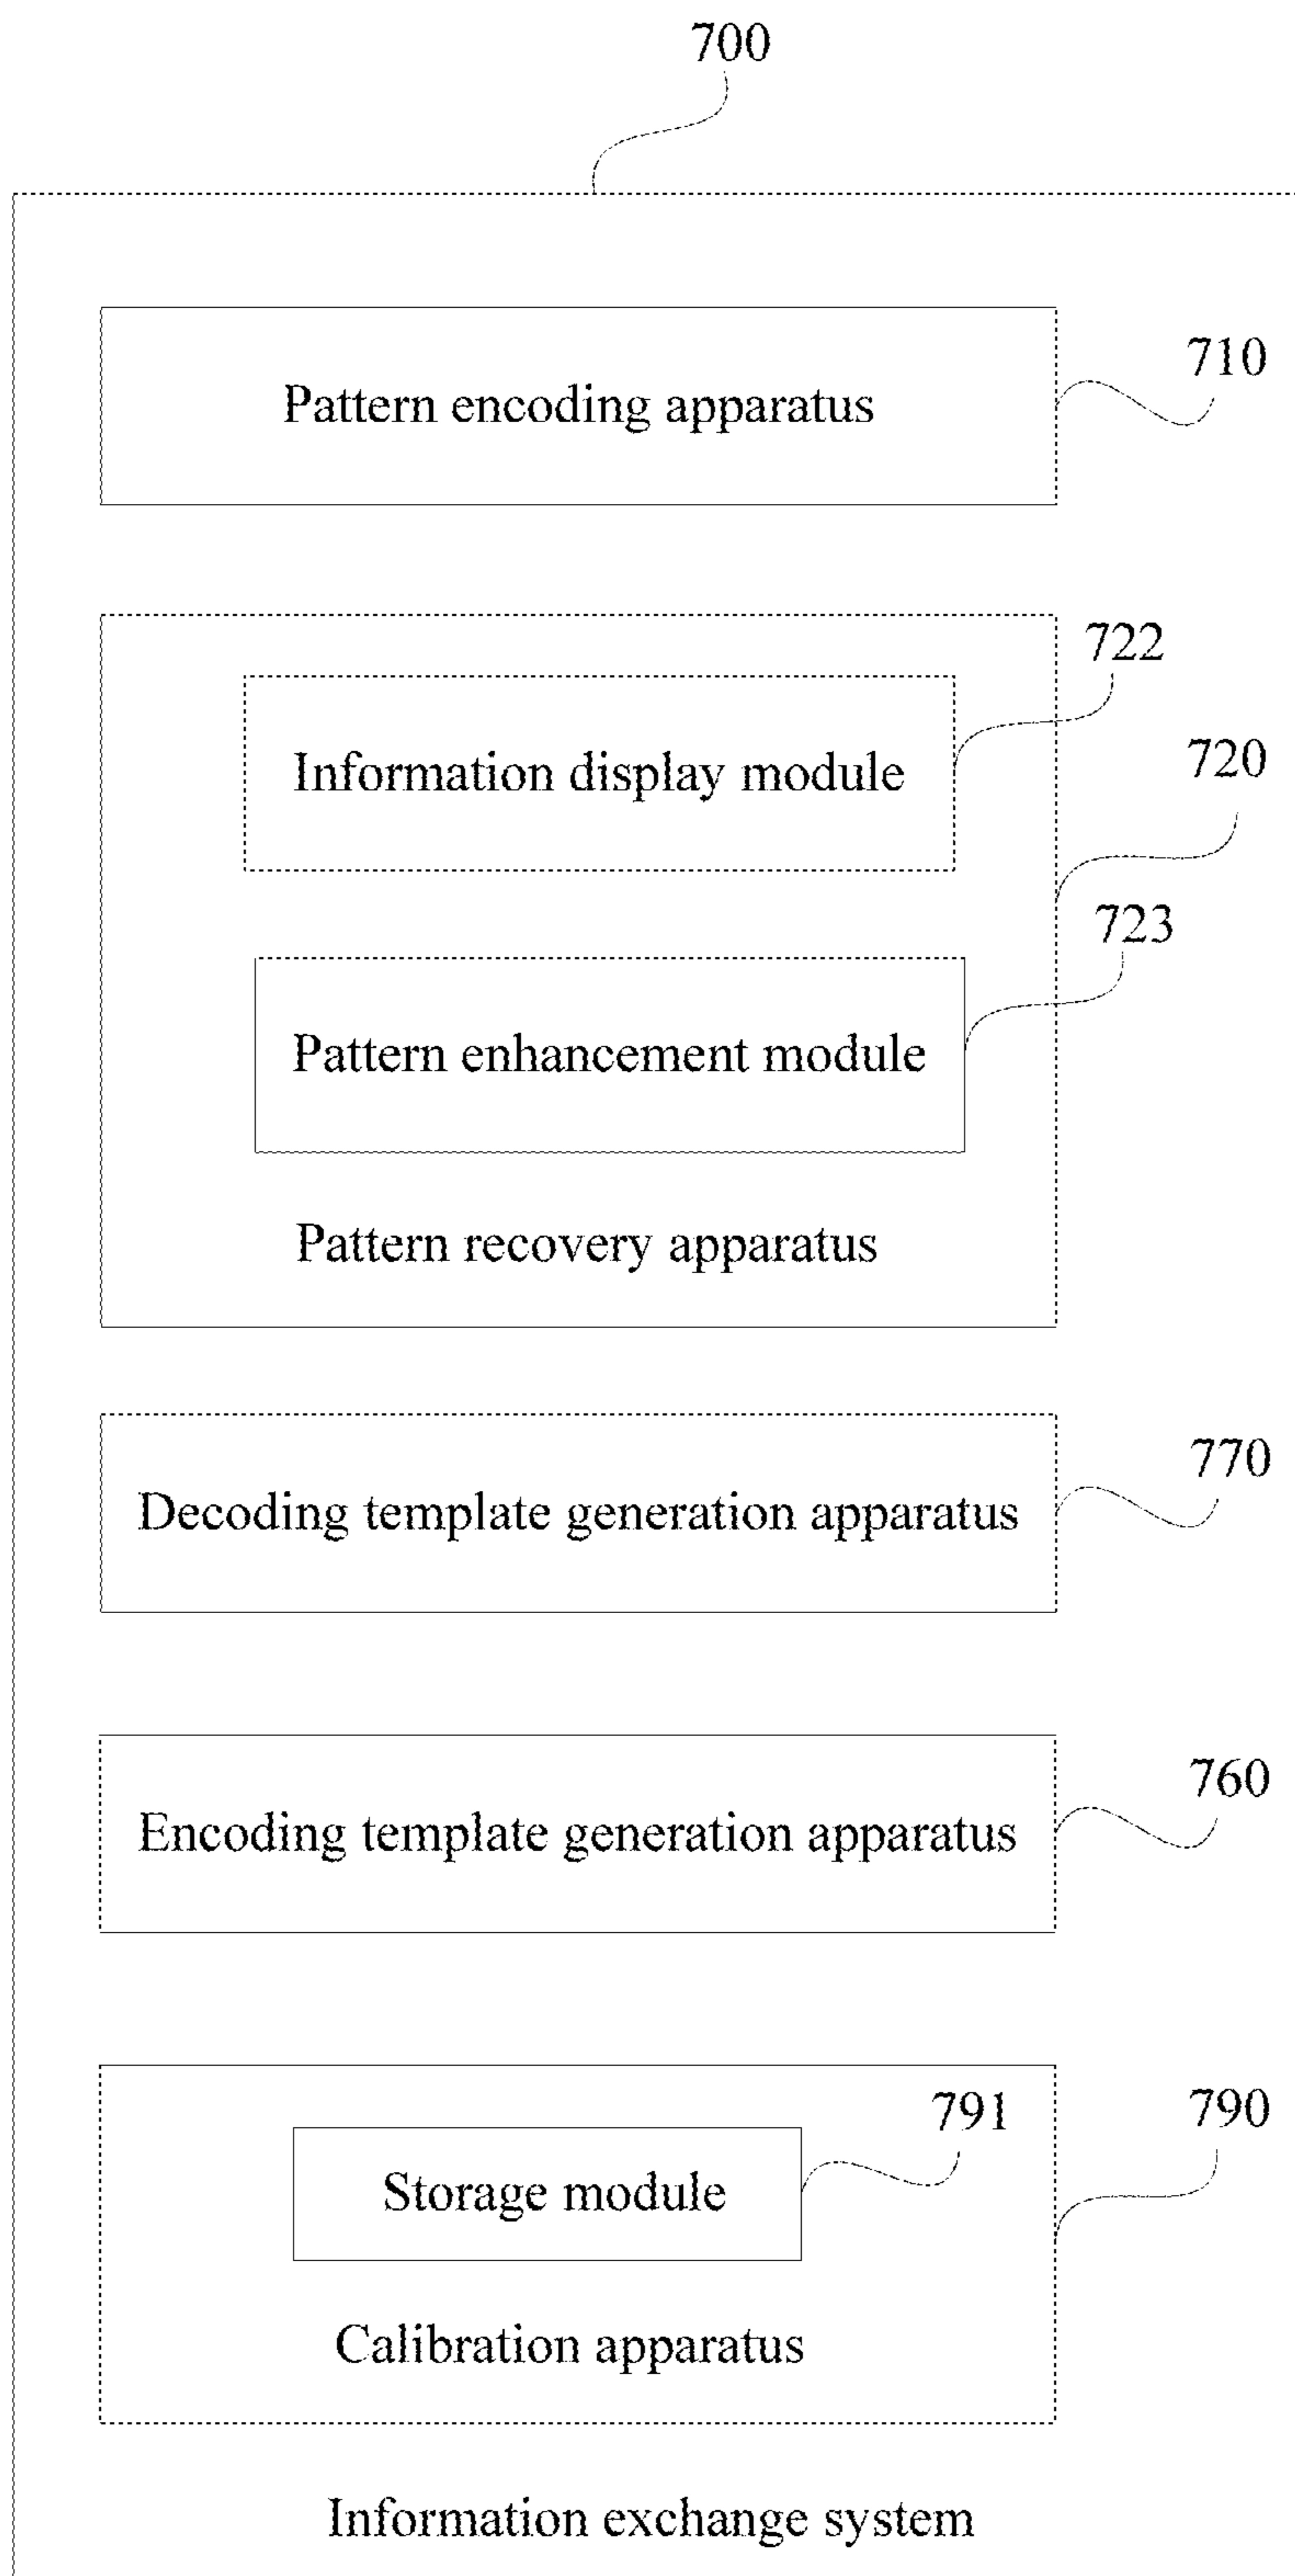 700
Pattern encoding apparatus
710
722
Information display module
720
723
Pattern enhancement module
Pattern recovery apparatus
770
Decoding template generation apparatus
760
Encoding template generation apparatus
791
790
Storage module
Calibration apparatus
Information exchange system